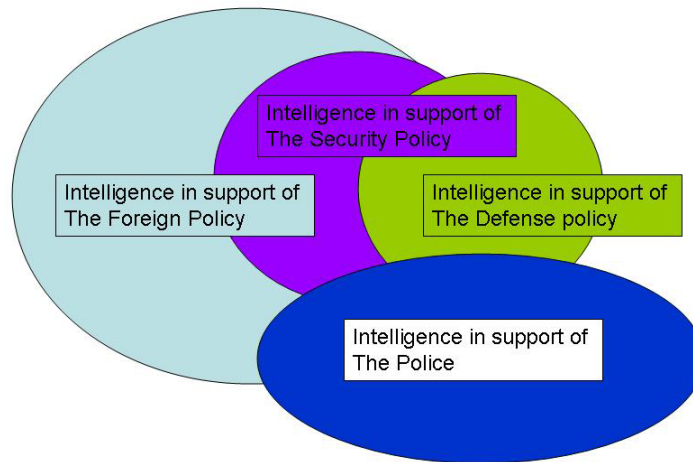 Intelligence in support of
The Security Policy
Intelligence in support of
The Foreign Policy
Intelligence in support of
The Defense policy
Intelligence in support of
The Police